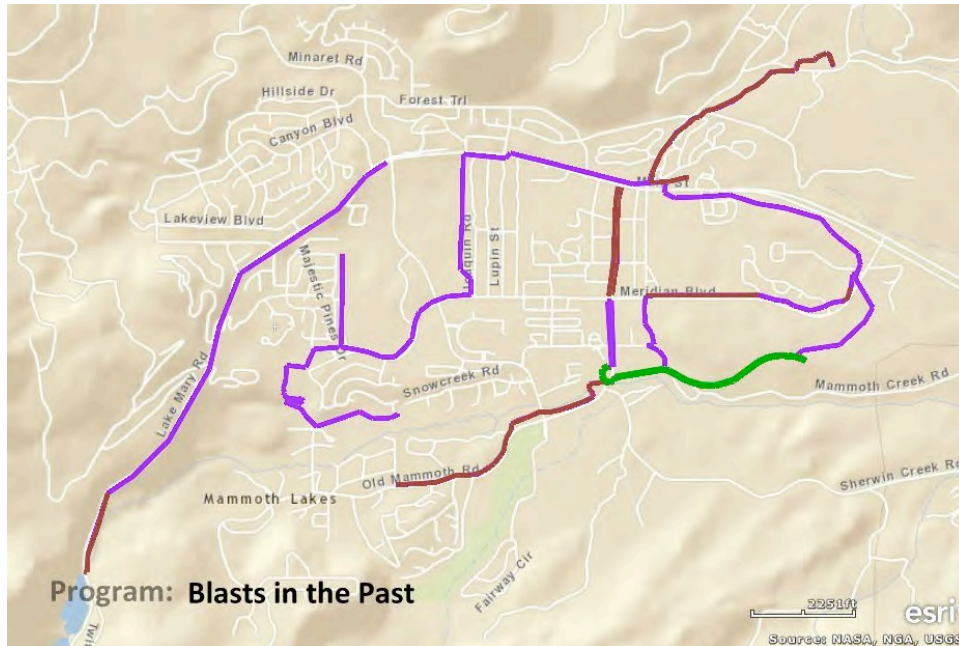 Minaret Rd
Hillside Dr
Forest Trl
Canyon Blvd
Lakeview Blvd
Majestic Pines Dr
Lupin St
Meridian Blvd
Lake Mary Rd
Snowcreek Rd
Mammoth Creek Rd
Old Mammoth Rd
Sherwin Creek Rd
Mammoth Lakes
Fairway Cir
Program: Blasts in the Past
2251ft
esri
Source: NASA, NGA, USGS